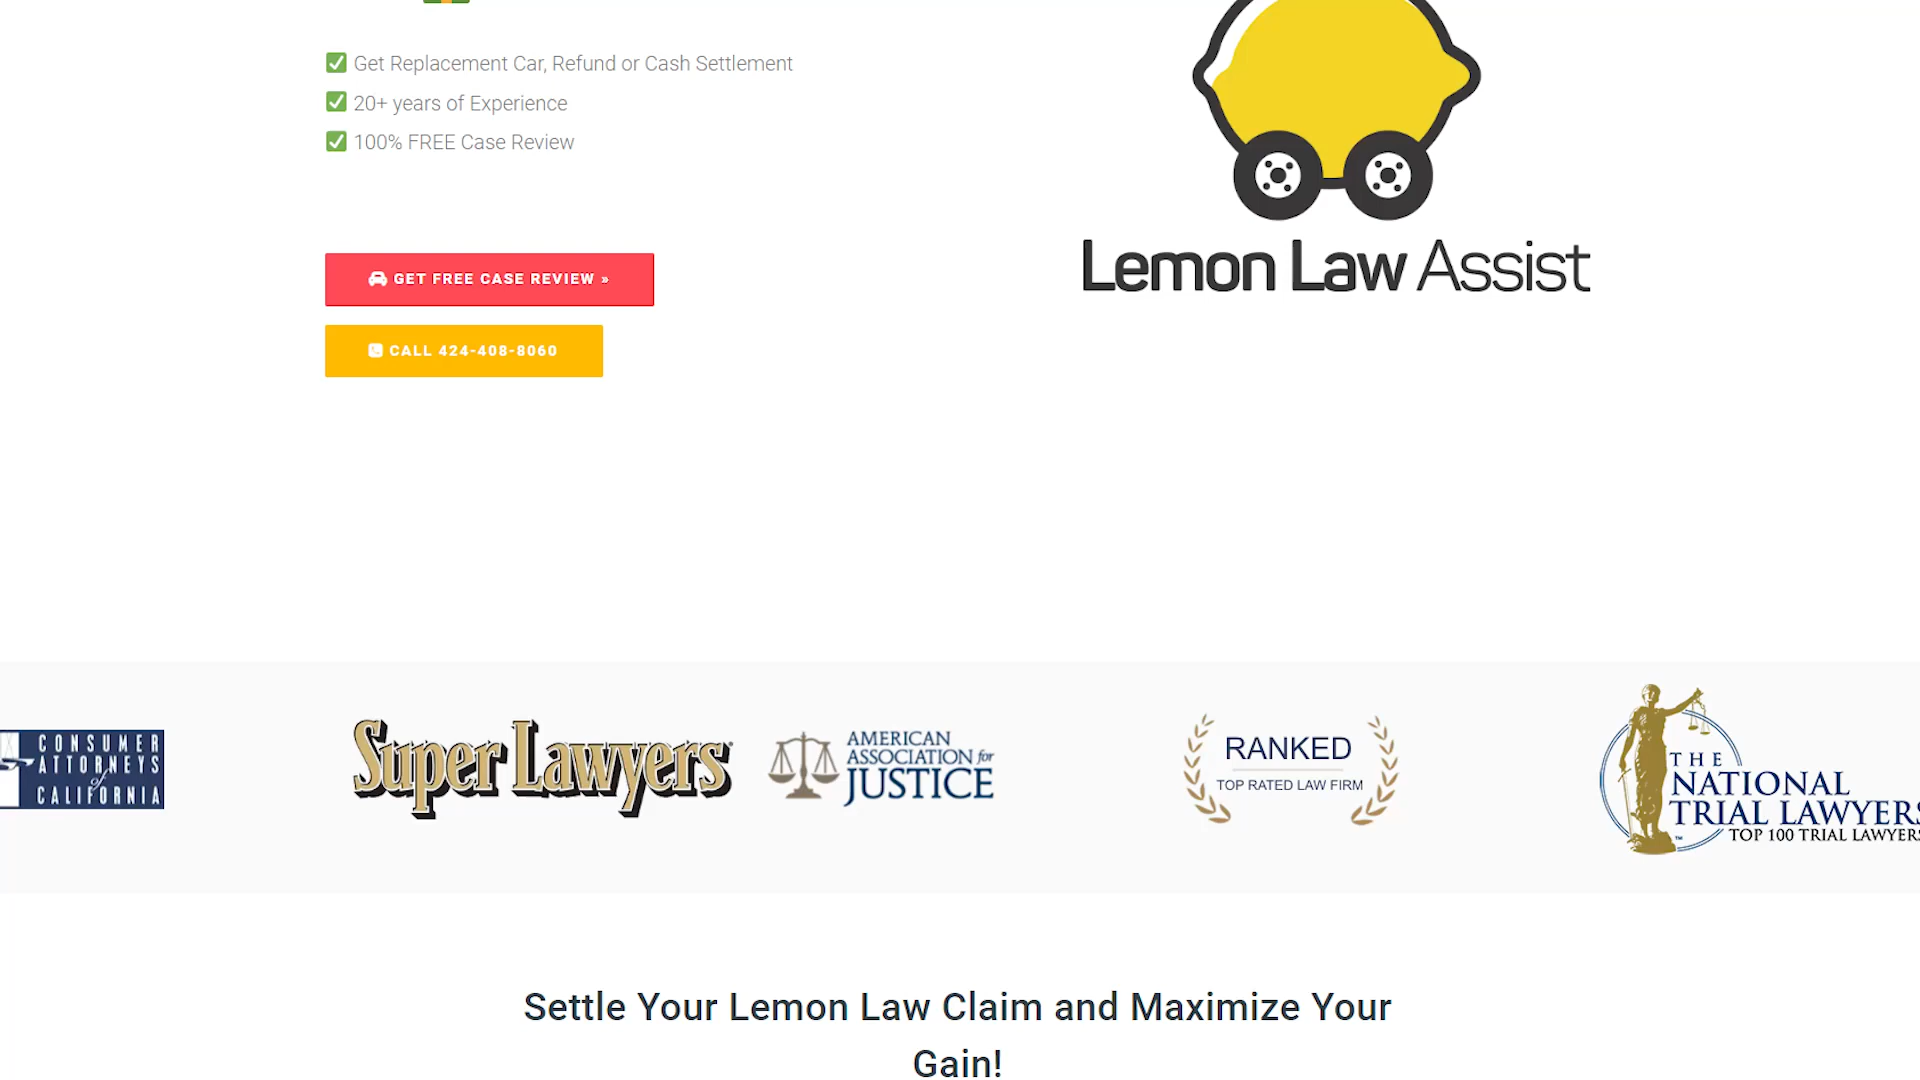 Get Replacement Car, Refund or Cash Settlement
20+ years of Experience
100% FREE Case Review
GET FREE CASE REVIEW »
CALL 424-408-8060
Lemon Law Assist
CONSUMER
ATTORNEYS
of
CALIFORNIA
Super Lawyers
AMERICAN
ASSOCIATION for
JUSTICE
RANKED
TOP RATED LAW FIRM
THE
NATIONAL
TRIAL LAWYERS
TOP 100 TRIAL LAWYERS
Settle Your Lemon Law Claim and Maximize Your
Gain!